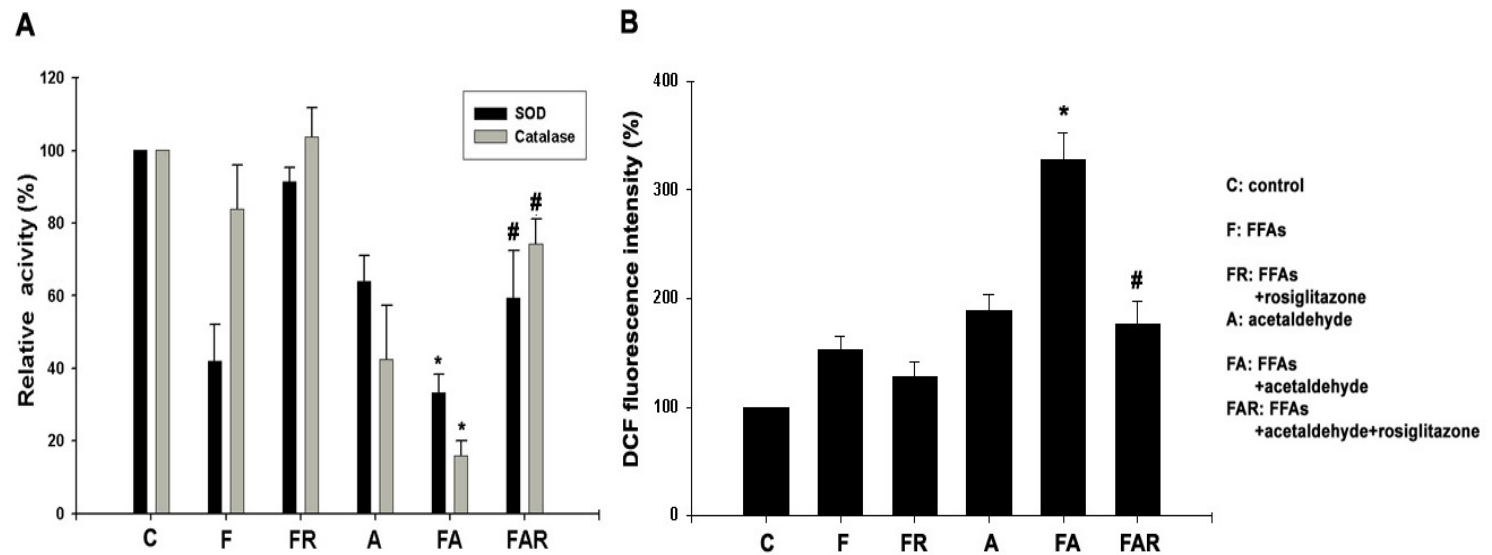 A
Relative acivity (%)
120
100
80
60
40
20
0
SOD
Catalase
*
*
#
#
C F FR A FA FAR
B
DCF fluorescence intensity (%)
400
300
200
100
0
*
#
C F FR A FA FAR
C: control
F: FFAs
FR: FFAs
+rosiglitazone
A: acetaldehyde
FA: FFAs
+acetaldehyde
FAR: FFAs
+acetaldehyde+rosiglitazone